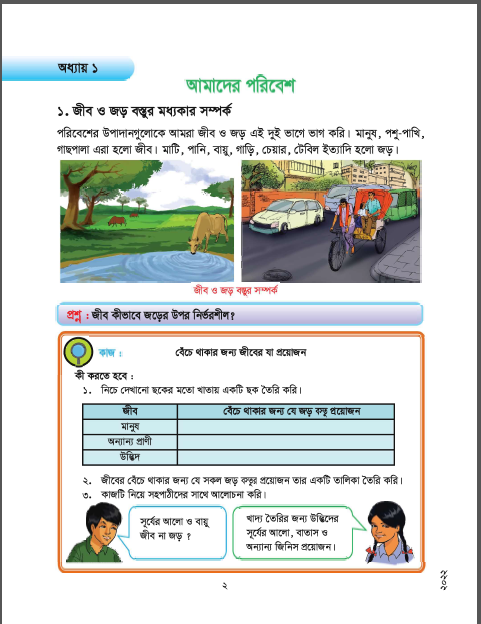 অধ্যায় ১
আমাদের পরিবেশ
১. জীব ও জড় বস্তুর মধ্যকার সম্পর্ক
পরিবেশের উপাদানগুলোকে আমরা জীব ও জড় এই দুই ভাগে ভাগ করি। মানুষ, পশু-পাখি,
গাছপালা এরা হলো জীব। মাটি, পানি, বায়ু, গাড়ি, চেয়ার, টেবিল ইত্যাদি হলো জড়।
জীব ও জড় বস্তুর সম্পর্ক
প্রশ্ন : জীব কীভাবে জড়ের উপর নির্ভরশীল?
কাজ : বেঁচে থাকার জন্য জীবের যা প্রয়োজন
কী করতে হবে :
১. নিচে দেখানো ছকের মতো খাতায় একটি ছক তৈরি করি।
জীব বেঁচে থাকার জন্য যে জড় বস্তু প্রয়োজন
মানুষ
অন্যান্য প্রাণী
উদ্ভিদ
২. জীবের বেঁচে থাকার জন্য যে সকল জড় বস্তুর প্রয়োজন তার একটি তালিকা তৈরি করি।
৩. কাজটি নিয়ে সহপাঠীদের সাথে আলোচনা করি।
সূর্যের আলো ও বায়ু
জীব না জড় ?
খাদ্য তৈরির জন্য উদ্ভিদের
সূর্যের আলো, বাতাস ও
অন্যান্য জিনিস প্রয়োজন।
২
২০২২